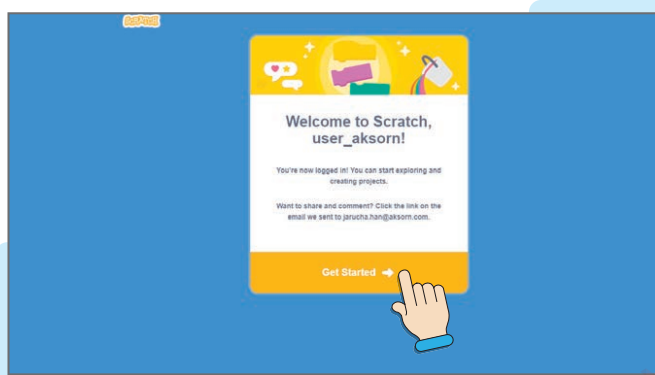 SCRATCH
Welcome to Scratch,
user_aksorn!
You're now logged in! You can start exploring and
creating projects.
Want to share and comment? Click the link on the
email we sent to jarucha.han@aksorn.com.
Get Started